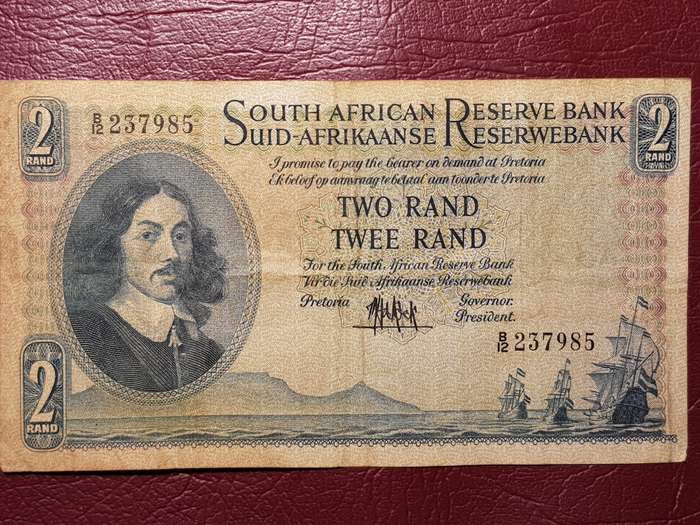 2
RAND
B/12 237985
SOUTH AFRICAN RESERVE BANK
SUID-AFRIKAANSE RESERWEBANK
2
RAND
I promise to pay the bearer on demand at Pretoria
Ek beloof op aanvraag te betaal aan toonder te Pretoria
TWO RAND
TWEE RAND
For the South African Reserve Bank
Vir die Suid Afrikaanse Reserwebank
Pretoria Governor.
President.
B/12 237985
2
RAND